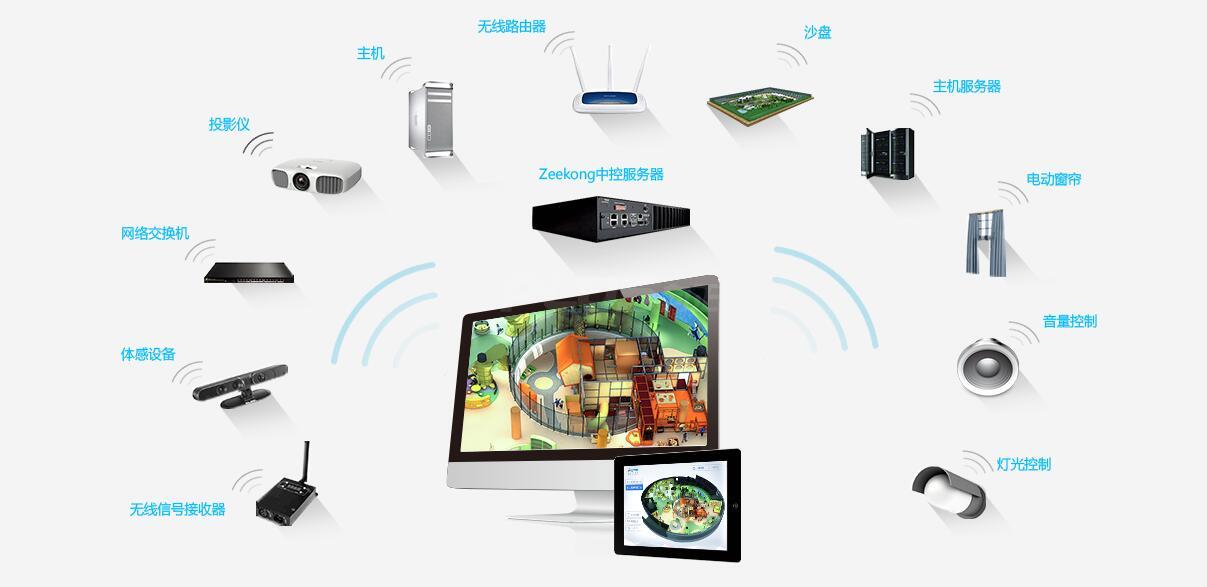 无线路由器
沙盘
主机
主机服务器
投影仪
Zeekong中控服务器
电动窗帘
网络交换机
音量控制
体感设备
灯光控制
无线信号接收器